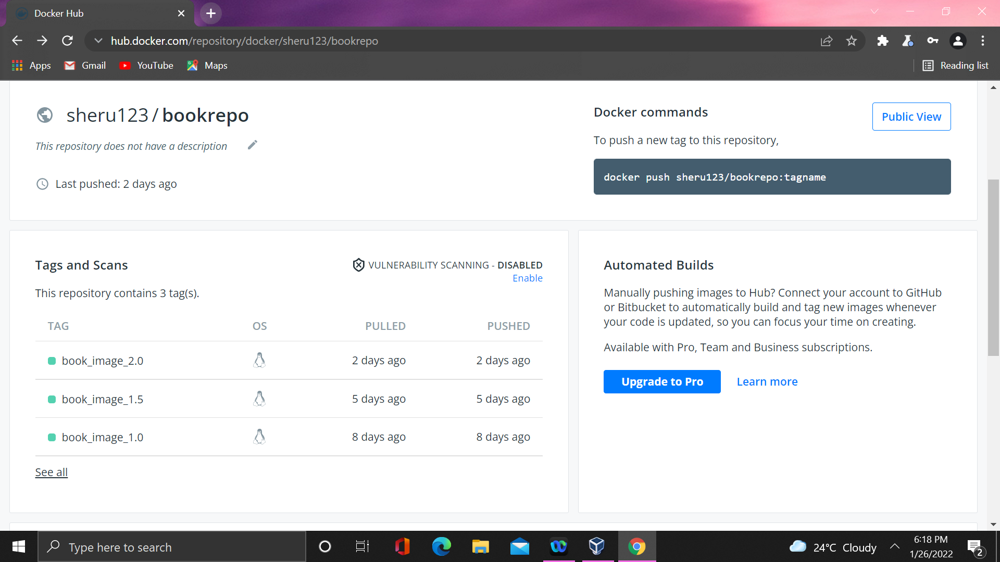 Docker Hub
hub.docker.com/repository/docker/sheru123/bookrepo
Apps
Gmail
YouTube
Maps
Reading list
sheru123 / bookrepo
This repository does not have a description
Last pushed: 2 days ago
Docker commands
Public View
To push a new tag to this repository,
docker push sheru123/bookrepo:tagname
Tags and Scans
VULNERABILITY SCANNING - DISABLED
Enable
This repository contains 3 tag(s).
TAG OS PULLED PUSHED
book_image_2.0 2 days ago 2 days ago
book_image_1.5 5 days ago 5 days ago
book_image_1.0 8 days ago 8 days ago
See all
Automated Builds
Manually pushing images to Hub? Connect your account to GitHub
or Bitbucket to automatically build and tag new images whenever
your code is updated, so you can focus your time on creating.
Available with Pro, Team and Business subscriptions.
Upgrade to Pro
Learn more
Type here to search
24°C Cloudy
6:18 PM
1/26/2022
2